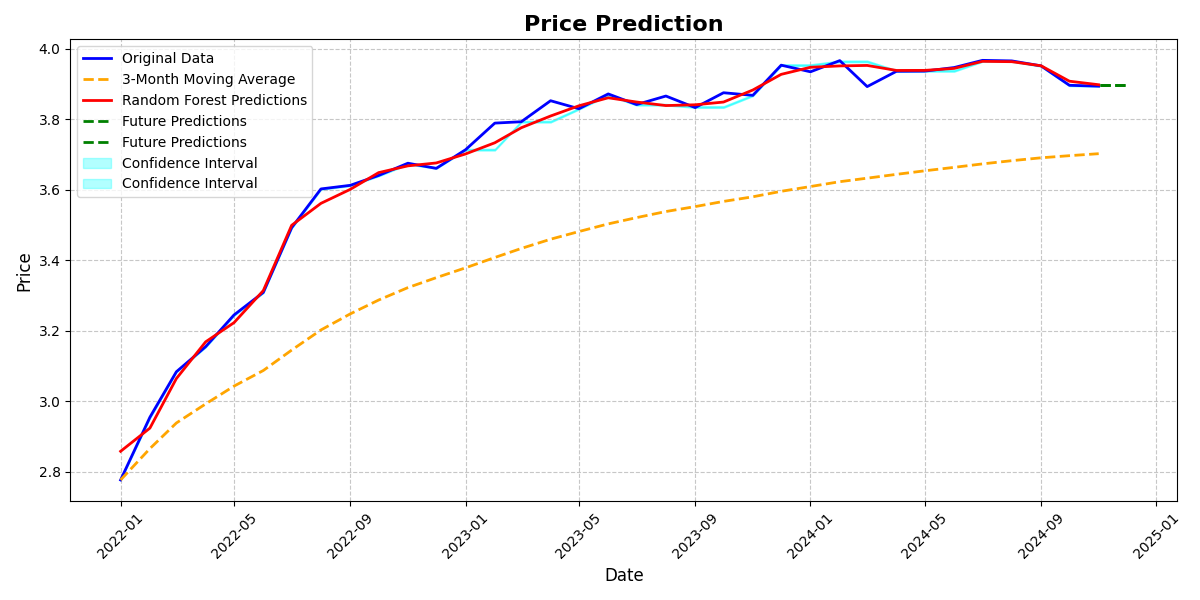 Price Prediction
Original Data
3-Month Moving Average
Random Forest Predictions
Future Predictions
Future Predictions
Confidence Interval
Confidence Interval
4.0
3.8
3.6
3.4
3.2
3.0
2.8
Price
2022-01
2022-05
2022-09
2023-01
2023-05
2023-09
2024-01
2024-05
2024-09
2025-01
Date